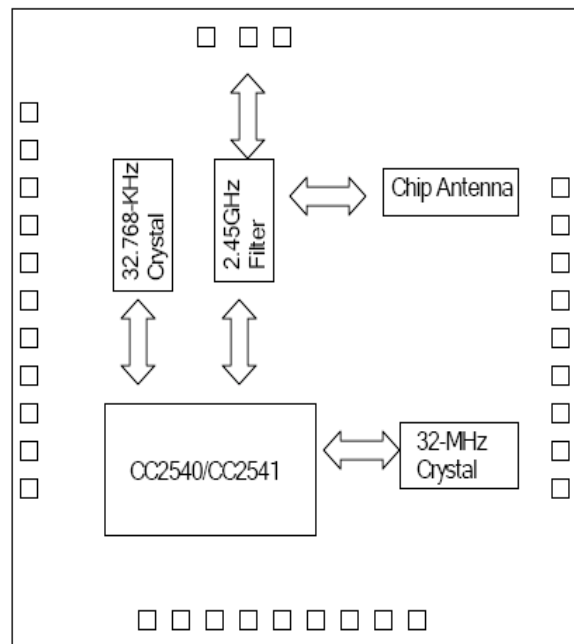 32.768-KHz
Crystal
2.45GHz
Filter
Chip Antenna
CC2540/CC2541
32-MHz
Crystal